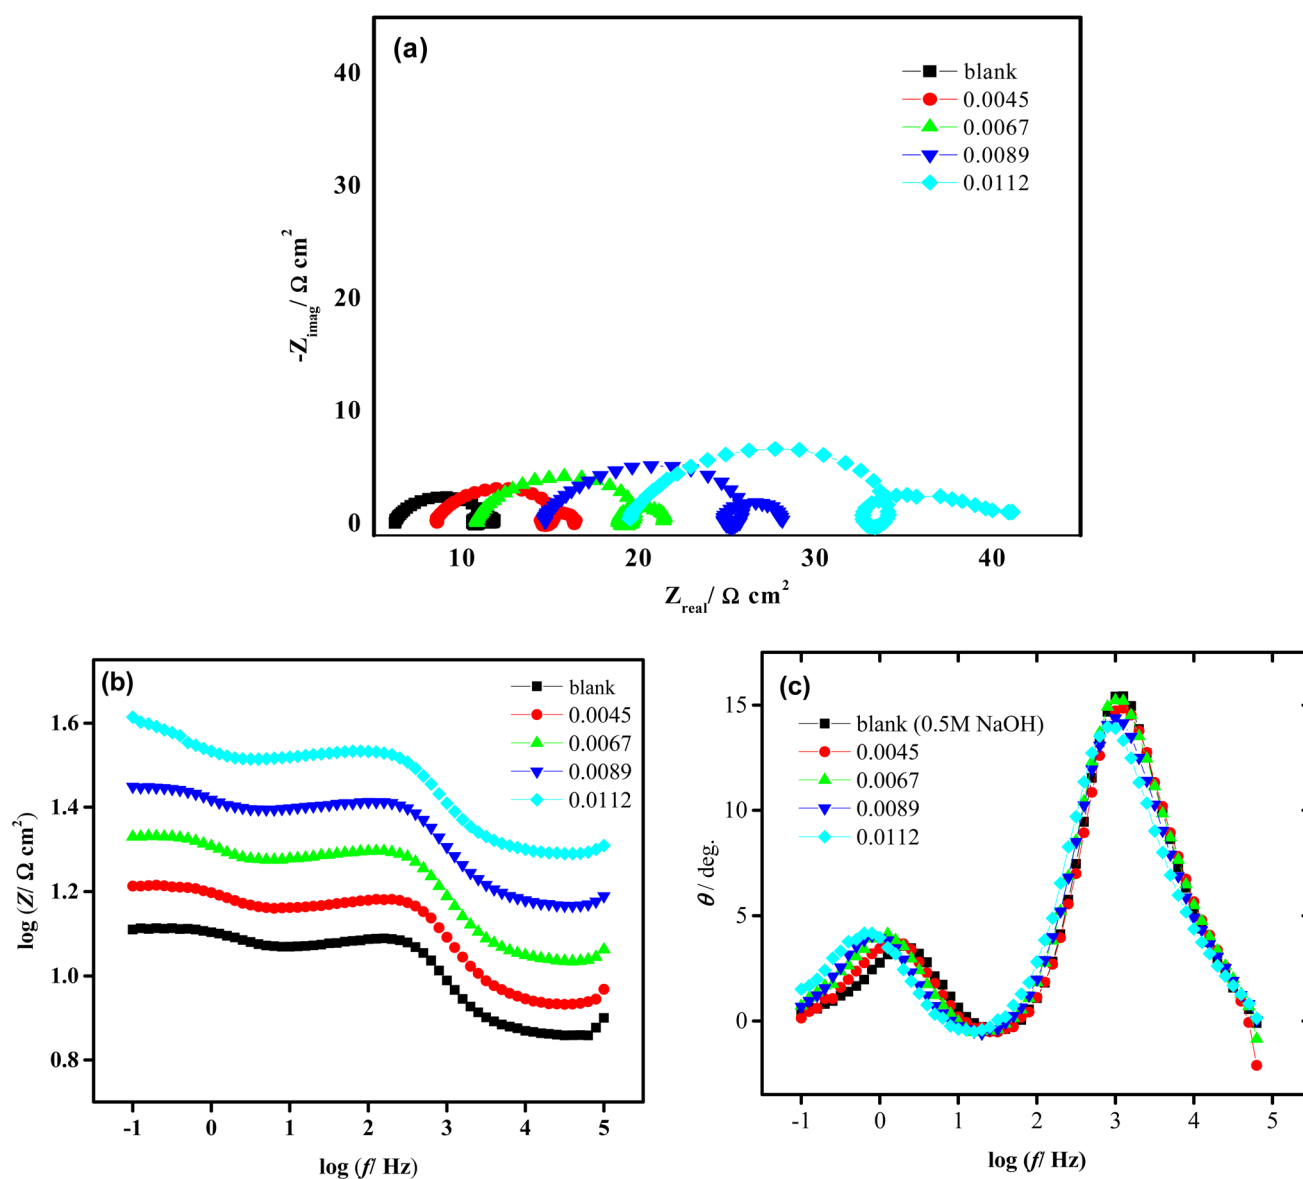 (a)
40
30
20
10
0
-Z_imag / Ω cm²
blank
0.0045
0.0067
0.0089
0.0112
10 20 30 40
Z_real / Ω cm²
(b)
1.6
1.4
1.2
1.0
0.8
log (Z/ Ω cm²)
blank
0.0045
0.0067
0.0089
0.0112
-1 0 1 2 3 4 5
log (f/ Hz)
(c)
15
10
5
0
θ / deg.
blank (0.5M NaOH)
0.0045
0.0067
0.0089
0.0112
-1 0 1 2 3 4 5
log (f/ Hz)